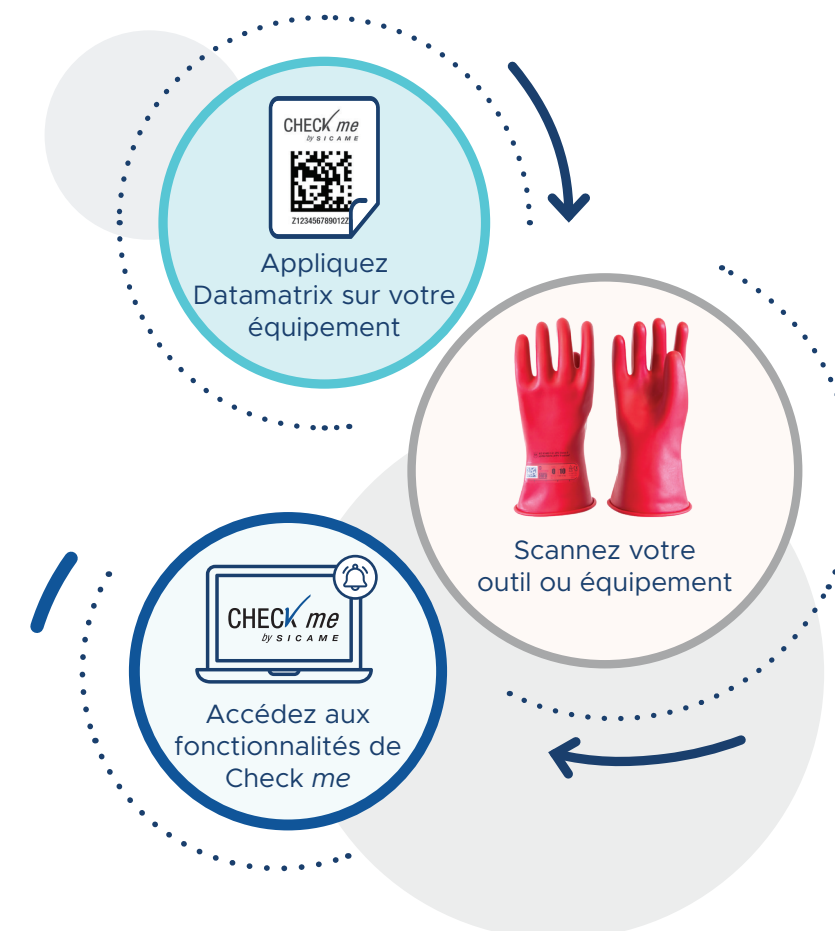 CHECK me
by SICAME
Z123456789012Z
Appliquez
Datamatrix sur votre
équipement
Scannez votre
outil ou équipement
CHECK me
by SICAME
Accédez aux
fonctionnalités de
Check me